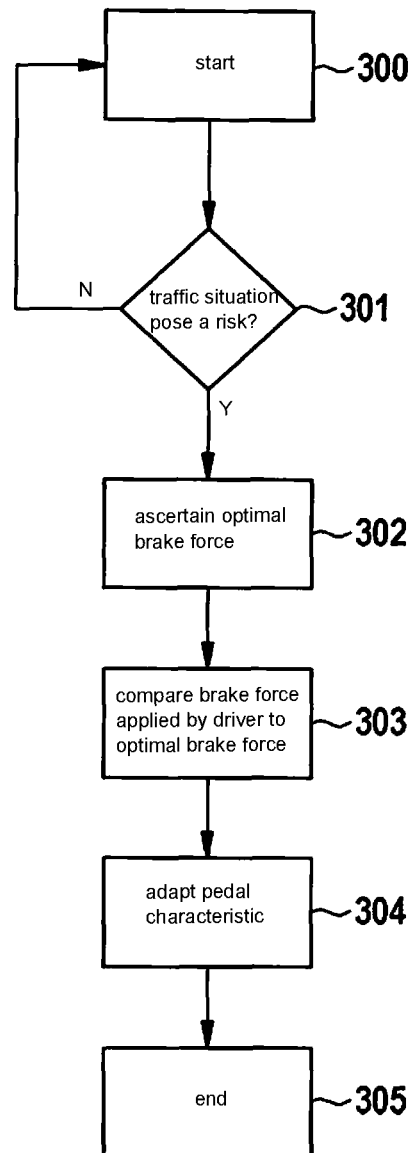 start
300
N
traffic situation
pose a risk?
301
Y
ascertain optimal
brake force
302
compare brake force
applied by driver to
optimal brake force
303
adapt pedal
characteristic
304
end
305